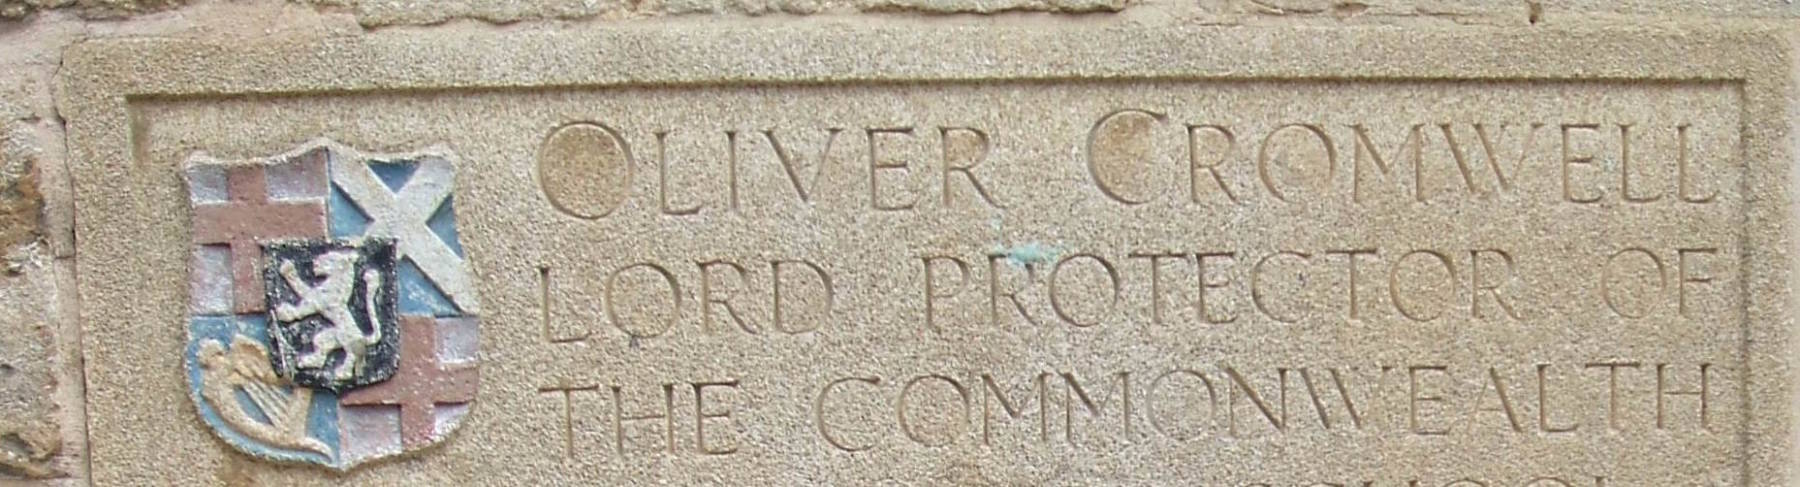 OLIVER CROMWELL
LORD PROTECTOR OF
THE COMMONWEALTH